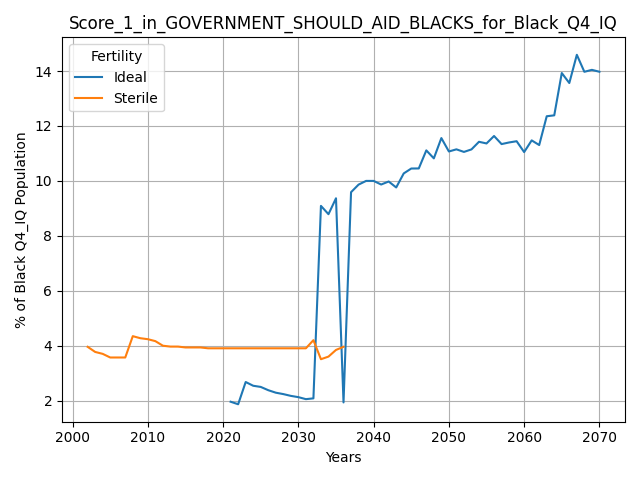 Score_1_in_GOVERNMENT_SHOULD_AID_BLACKS_for_Black_Q4_IQ
Fertility
Ideal
Sterile
% of Black Q4_IQ Population
14
12
10
8
6
4
2
2000 2010 2020 2030 2040 2050 2060 2070
Years